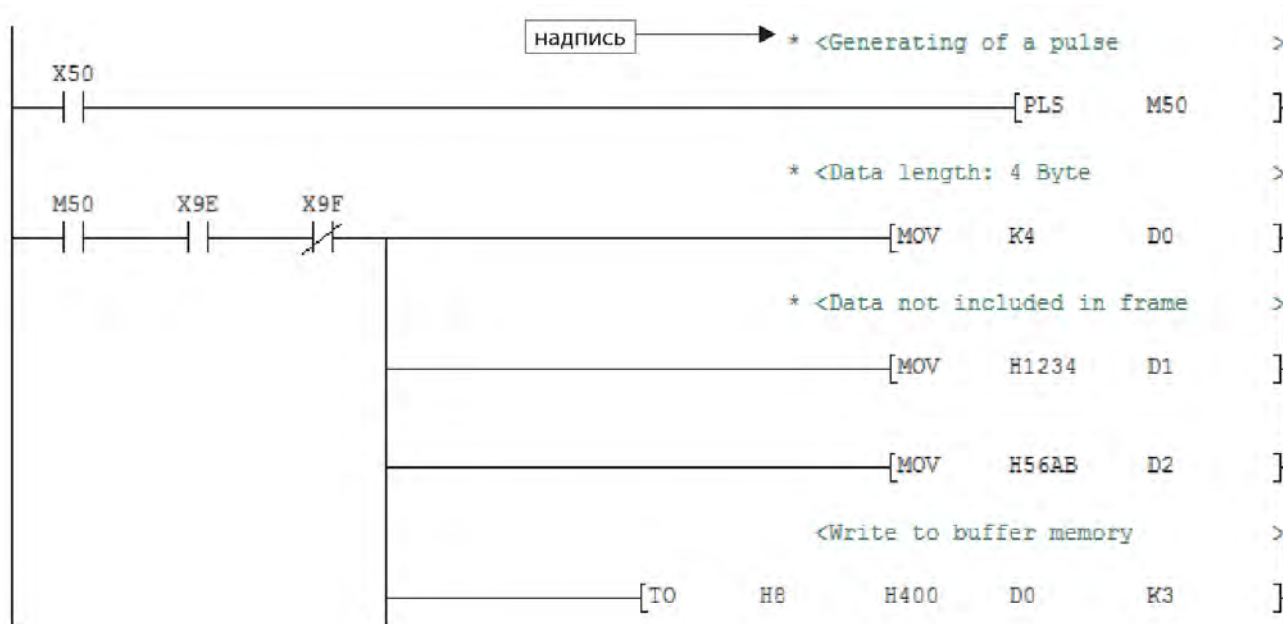 надпись
* <Generating of a pulse >
X50
[PLS M50 ]
* <Data length: 4 Byte >
M50 X9E X9F
[MOV K4 D0 ]
* <Data not included in frame >
[MOV H1234 D1 ]
[MOV H56AB D2 ]
<Write to buffer memory >
[TO H8 H400 D0 K3 ]